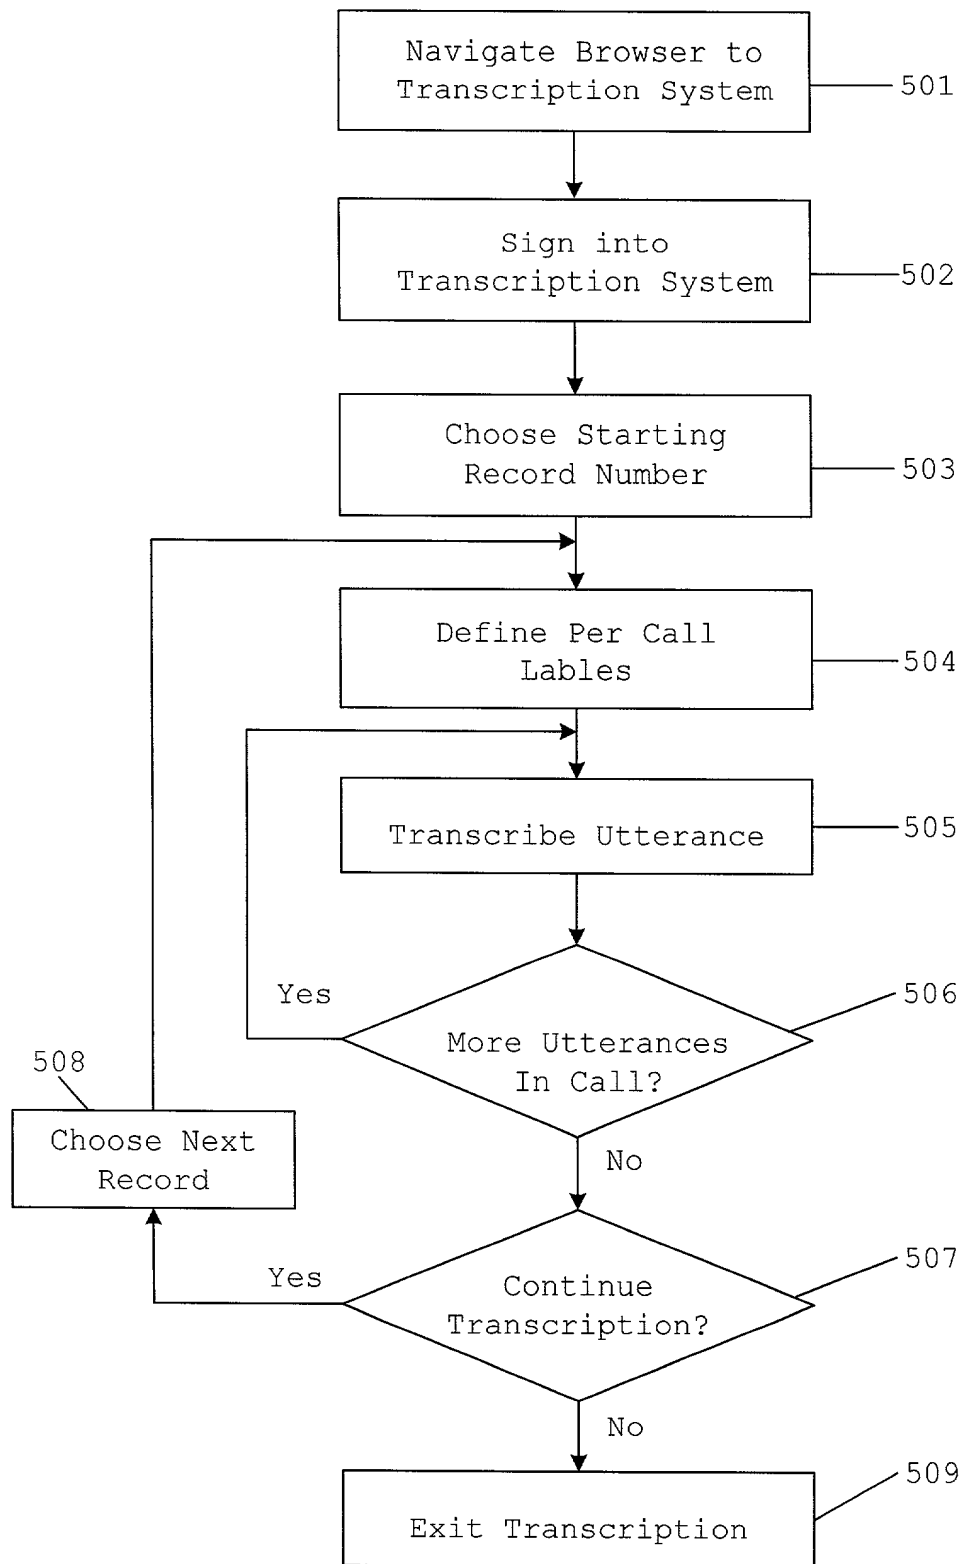 Navigate Browser to
Transcription System
501
Sign into
Transcription System
502
Choose Starting
Record Number
503
Define Per Call
Lables
504
Transcribe Utterance
505
Yes
506
More Utterances
In Call?
508
Choose Next
Record
No
Yes
507
Continue
Transcription?
No
509
Exit Transcription